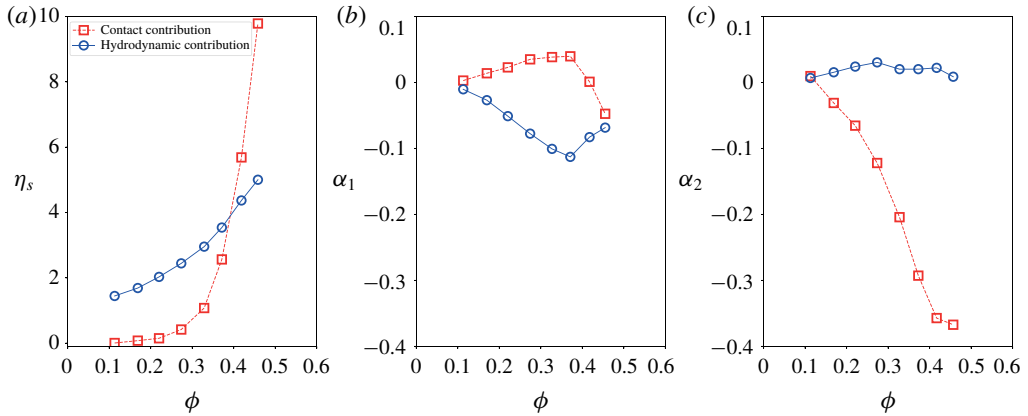 (a)
10
8
6
4
2
0
ηs
Contact contribution
Hydrodynamic contribution
0 0.1 0.2 0.3 0.4 0.5 0.6
ϕ
(b)
0.1
0
−0.1
−0.2
−0.3
−0.4
α1
0 0.1 0.2 0.3 0.4 0.5 0.6
ϕ
(c)
0.1
0
−0.1
−0.2
−0.3
−0.4
α2
0 0.1 0.2 0.3 0.4 0.5 0.6
ϕ